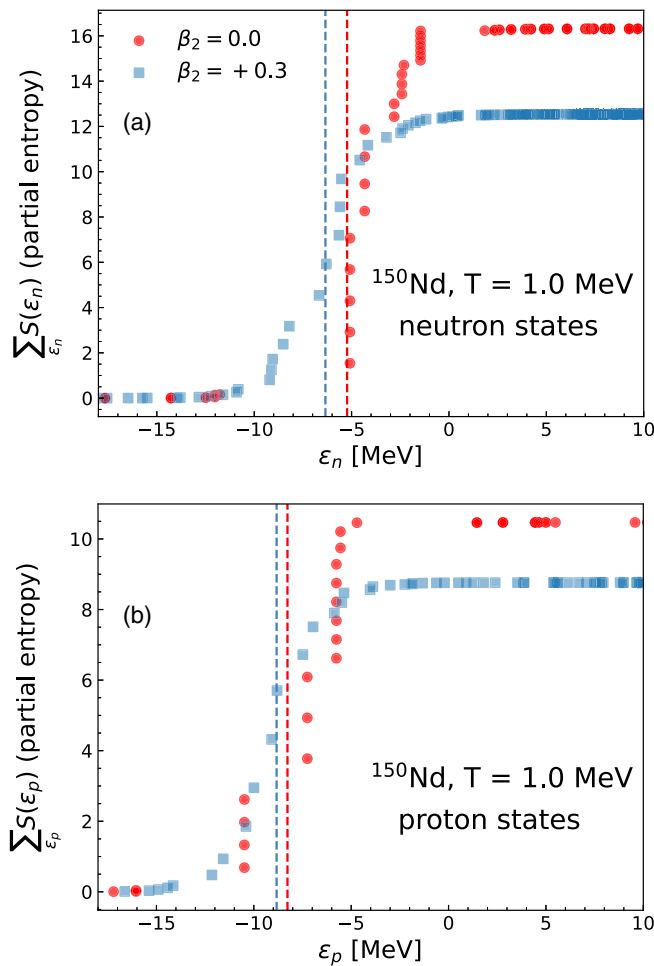 β₂ = 0.0
β₂ = +0.3
(a)
16
14
12
10
8
6
4
2
0
∑ S(εₙ) (partial entropy)
εₙ
¹⁵⁰Nd, T = 1.0 MeV
neutron states
−15 −10 −5 0 5 10
εₙ [MeV]
(b)
10
8
6
4
2
0
∑ S(εₚ) (partial entropy)
εₚ
¹⁵⁰Nd, T = 1.0 MeV
proton states
−15 −10 −5 0 5 10
εₚ [MeV]